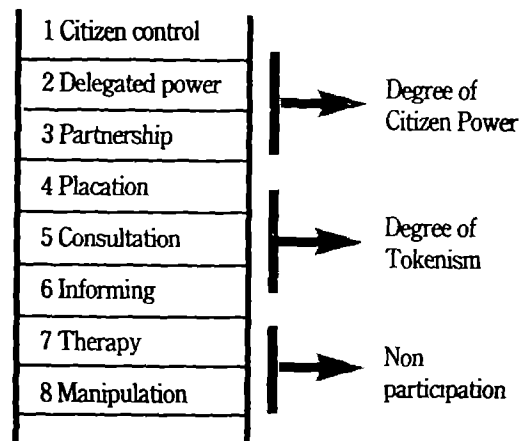 1 Citizen control
2 Delegated power
3 Partnership
4 Placation
5 Consultation
6 Informing
7 Therapy
8 Manipulation
Degree of
Citizen Power
Degree of
Tokenism
Non
participation